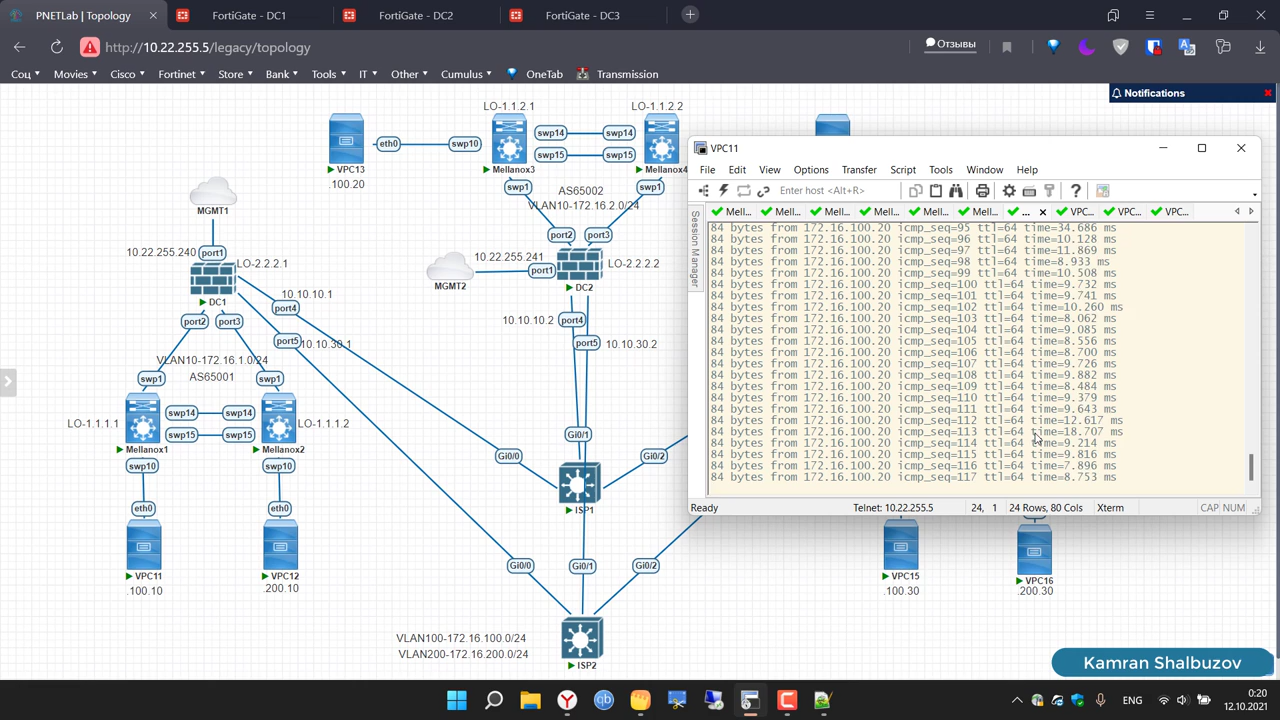 PNETLab | Topology
FortiGate - DC1
FortiGate - DC2
FortiGate - DC3
http://10.22.255.5/legacy/topology
Отзывы
Соц
Movies
Cisco
Fortinet
Store
Bank
Tools
IT
Other
Cumulus
OneTab
Transmission
Notifications
LO-1.1.2.1
LO-1.1.2.2
eth0
swp10
swp14
swp14
swp15
swp15
VPC13
.100.20
Mellanox3
Mellanox4
swp1
AS65002
swp1
VLAN10-172.16.2.0/24
MGMT1
port2
port3
10.22.255.240
port1
LO-2.2.2.1
10.22.255.241
port1
LO-2.2.2.2
MGMT2
DC2
DC1
10.10.10.1
port4
port2
port3
port5
10.10.30.1
10.10.10.2
port4
port5
10.10.30.2
VLAN10-172.16.1.0/24
swp1
AS65001
swp1
LO-1.1.1.1
swp14
swp14
swp15
swp15
LO-1.1.1.2
Mellanox1
Mellanox2
swp10
swp10
Gi0/1
Gi0/0
Gi0/2
ISP1
eth0
eth0
VPC11
.100.10
VPC12
.200.10
Gi0/0
Gi0/1
Gi0/2
VLAN100-172.16.100.0/24
VLAN200-172.16.200.0/24
ISP2
VPC15
.100.30
VPC16
.200.30
VPC11
File
Edit
View
Options
Transfer
Script
Tools
Window
Help
Enter host <Alt+R>
Session Manager
Mell...
Mell...
Mell...
Mell...
Mell...
Mell...
...
VPC...
VPC...
VPC...
84 bytes from 172.16.100.20 icmp_seq=95 ttl=64 time=34.686 ms
84 bytes from 172.16.100.20 icmp_seq=96 ttl=64 time=10.128 ms
84 bytes from 172.16.100.20 icmp_seq=97 ttl=64 time=11.869 ms
84 bytes from 172.16.100.20 icmp_seq=98 ttl=64 time=8.933 ms
84 bytes from 172.16.100.20 icmp_seq=99 ttl=64 time=10.508 ms
84 bytes from 172.16.100.20 icmp_seq=100 ttl=64 time=9.732 ms
84 bytes from 172.16.100.20 icmp_seq=101 ttl=64 time=9.741 ms
84 bytes from 172.16.100.20 icmp_seq=102 ttl=64 time=10.260 ms
84 bytes from 172.16.100.20 icmp_seq=103 ttl=64 time=8.062 ms
84 bytes from 172.16.100.20 icmp_seq=104 ttl=64 time=9.085 ms
84 bytes from 172.16.100.20 icmp_seq=105 ttl=64 time=8.556 ms
84 bytes from 172.16.100.20 icmp_seq=106 ttl=64 time=8.700 ms
84 bytes from 172.16.100.20 icmp_seq=107 ttl=64 time=9.726 ms
84 bytes from 172.16.100.20 icmp_seq=108 ttl=64 time=9.882 ms
84 bytes from 172.16.100.20 icmp_seq=109 ttl=64 time=8.484 ms
84 bytes from 172.16.100.20 icmp_seq=110 ttl=64 time=9.379 ms
84 bytes from 172.16.100.20 icmp_seq=111 ttl=64 time=9.643 ms
84 bytes from 172.16.100.20 icmp_seq=112 ttl=64 time=12.617 ms
84 bytes from 172.16.100.20 icmp_seq=113 ttl=64 time=18.707 ms
84 bytes from 172.16.100.20 icmp_seq=114 ttl=64 time=9.214 ms
84 bytes from 172.16.100.20 icmp_seq=115 ttl=64 time=9.816 ms
84 bytes from 172.16.100.20 icmp_seq=116 ttl=64 time=7.896 ms
84 bytes from 172.16.100.20 icmp_seq=117 ttl=64 time=8.753 ms
Ready
Telnet: 10.22.255.5
24, 1
24 Rows, 80 Cols
Xterm
CAP NUM
Kamran Shalbuzov
ENG
0:20
12.10.2021